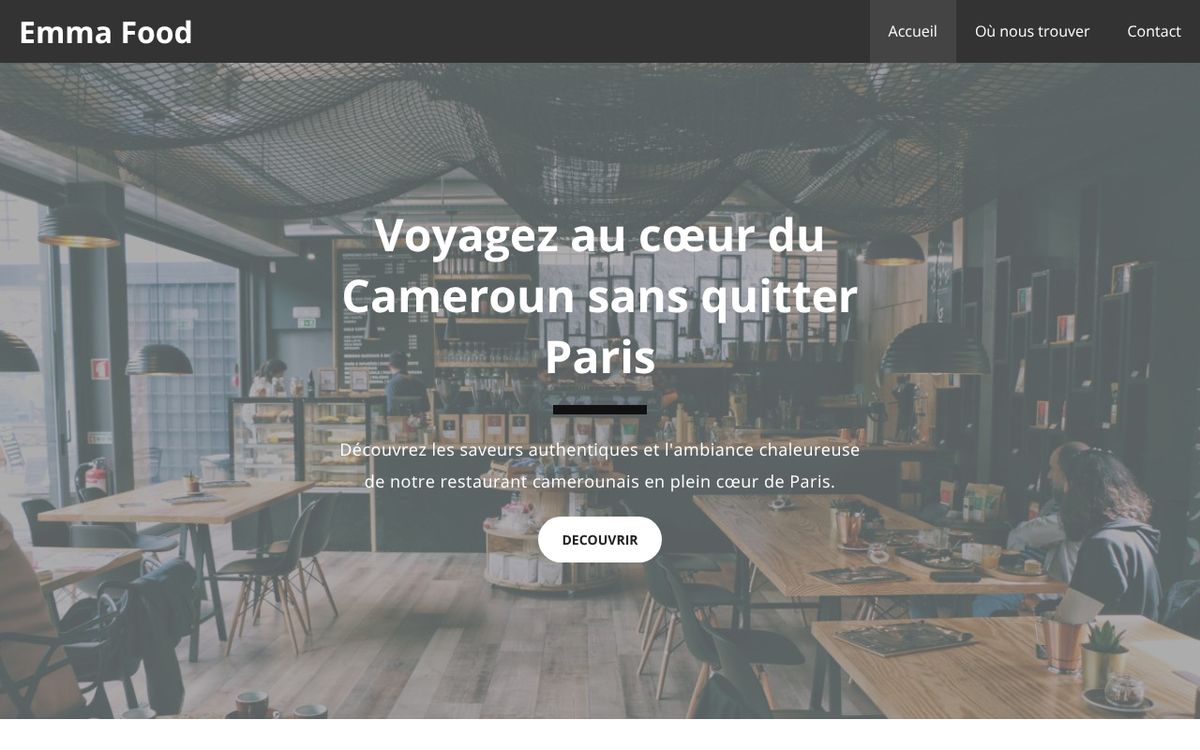 Emma Food
Accueil
Où nous trouver
Contact
Voyagez au cœur du
Cameroun sans quitter
Paris
Découvrez les saveurs authentiques et l'ambiance chaleureuse
de notre restaurant camerounais en plein cœur de Paris.
DECOUVRIR